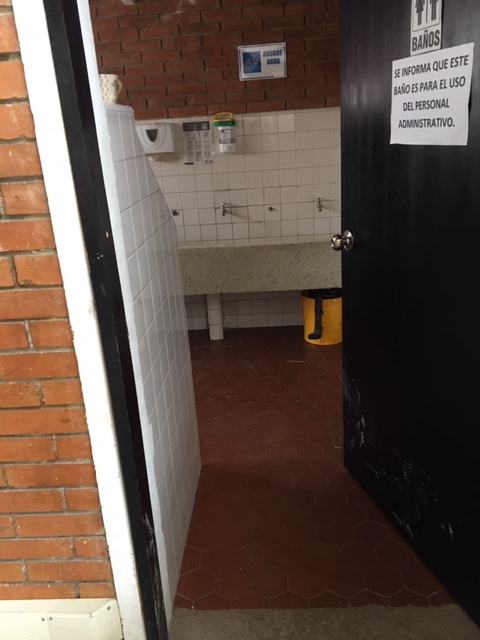 BAÑOS
SE INFORMA QUE ESTE
BAÑO ES PARA EL USO
DEL PERSONAL
ADMINISTRATIVO.
AHORRE
AGUA